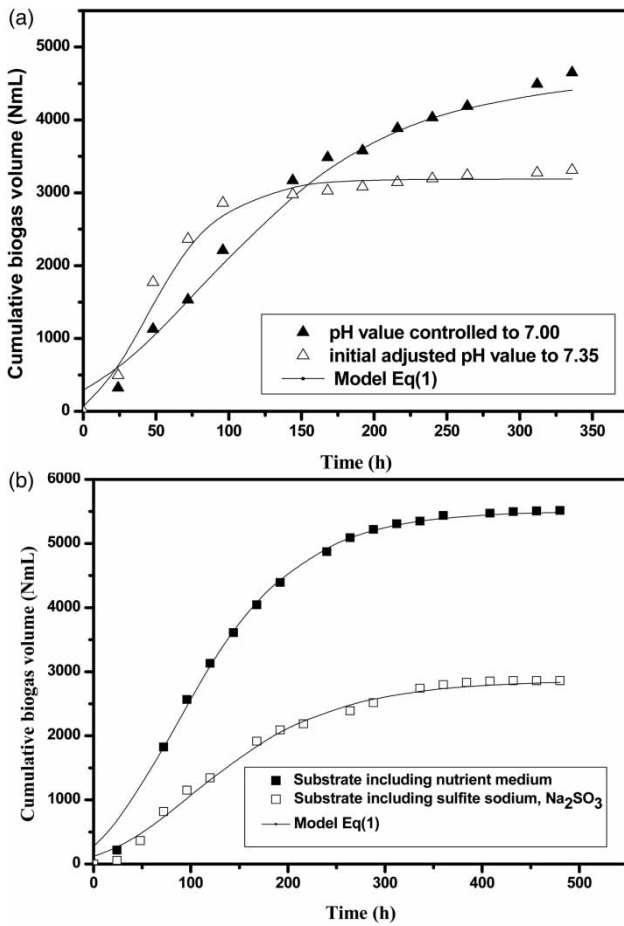 (a)
5000
4000
3000
2000
1000
0
Cumulative biogas volume (NmL)
pH value controlled to 7.00
initial adjusted pH value to 7.35
Model Eq(1)
0 50 100 150 200 250 300 350
Time (h)
(b)
6000
5000
4000
3000
2000
1000
0
Cumulative biogas volume (NmL)
Substrate including nutrient medium
Substrate including sulfite sodium, Na₂SO₃
Model Eq(1)
0 100 200 300 400 500
Time (h)